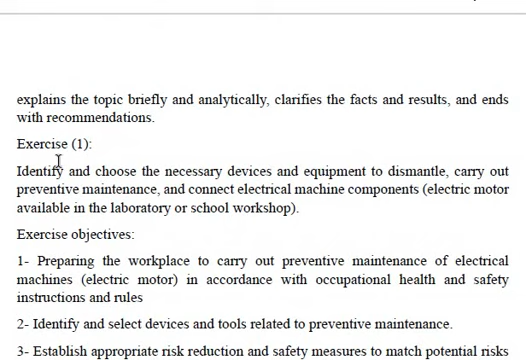 explains the topic briefly and analytically, clarifies the facts and results, and ends
with recommendations.
Exercise (1):
Identify and choose the necessary devices and equipment to dismantle, carry out
preventive maintenance, and connect electrical machine components (electric motor
available in the laboratory or school workshop).
Exercise objectives:
1- Preparing the workplace to carry out preventive maintenance of electrical
machines (electric motor) in accordance with occupational health and safety
instructions and rules
2- Identify and select devices and tools related to preventive maintenance.
3- Establish appropriate risk reduction and safety measures to match potential risks